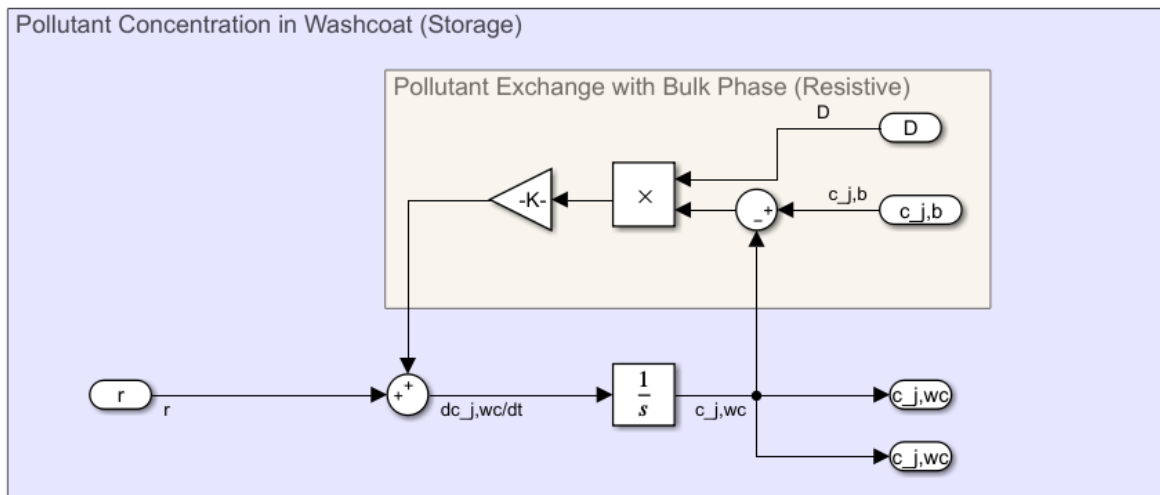 Pollutant Concentration in Washcoat (Storage)
Pollutant Exchange with Bulk Phase (Resistive)
D
D
-K-
×
c_j,b
−
+
c_j,b
r
r
+
+
dc_j,wc/dt
1
s
c_j,wc
c_j,wc
c_j,wc